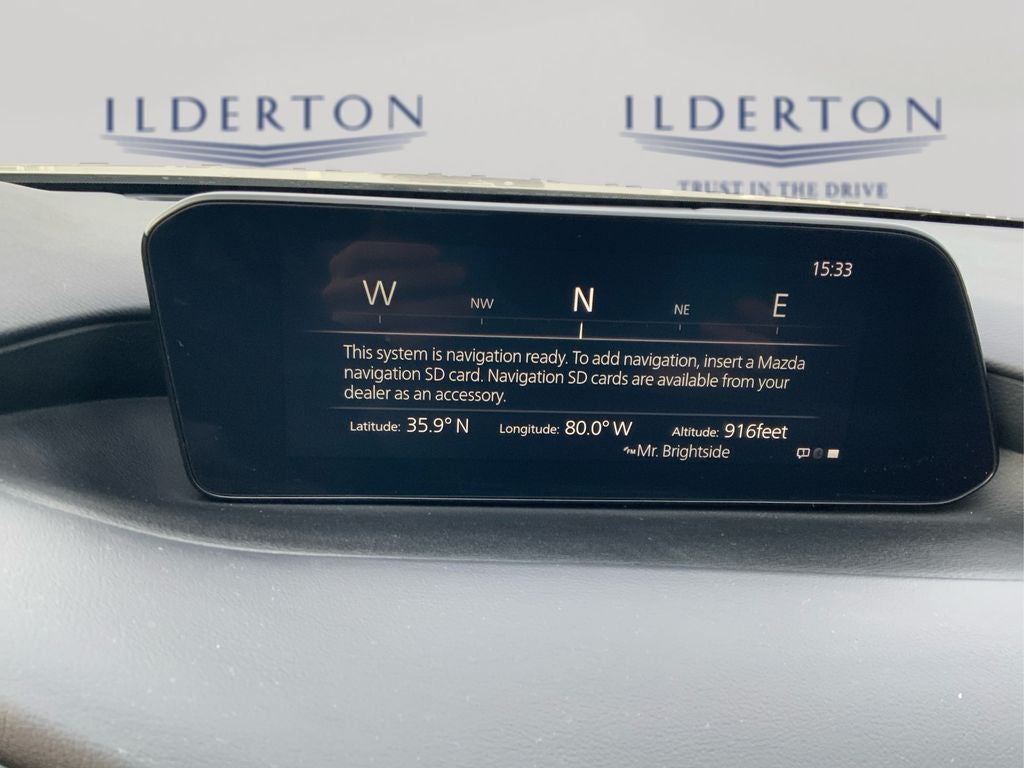 ILDERTON ILDERTON
TRUST IN THE DRIVE
15:33
W NW N NE E
This system is navigation ready. To add navigation, insert a Mazda
navigation SD card. Navigation SD cards are available from your
dealer as an accessory.
Latitude: 35.9° N Longitude: 80.0° W Altitude: 916feet
FM Mr. Brightside